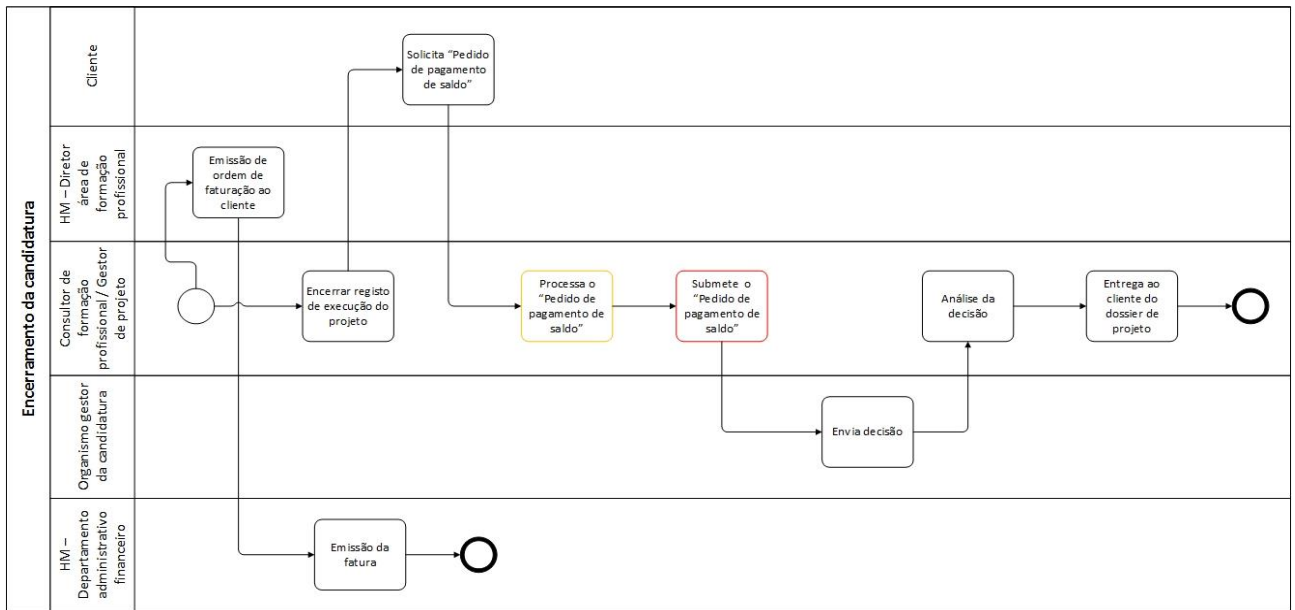 Encerramento da candidatura
Cliente
Solicita “Pedido
de pagamento
de saldo”
HM – Diretor
área de
formação
profissional
Emissão de
ordem de
faturação ao
cliente
Consultor de
formação
profissional / Gestor
de projeto
Encerrar registo
de execução do
projeto
Processa o
“Pedido de
pagamento de
saldo”
Submete o
“Pedido de
pagamento de
saldo”
Análise da
decisão
Entrega ao
cliente do
dossier de
projeto
Organismo gestor
da candidatura
Envia decisão
HM –
Departamento
administrativo
financeiro
Emissão da
fatura